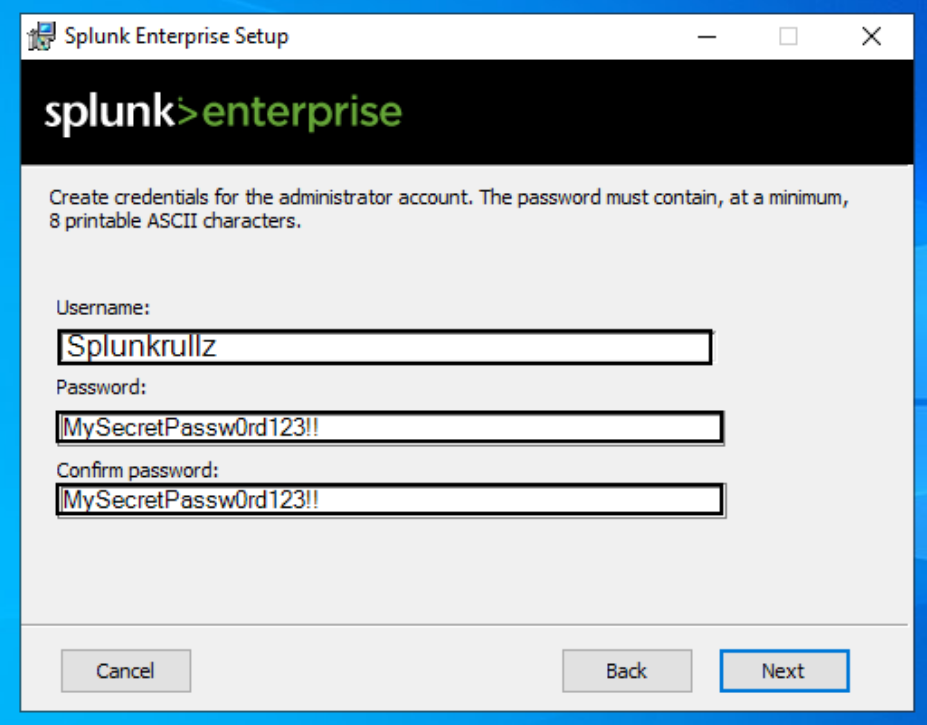 Splunk Enterprise Setup
splunk>enterprise
Create credentials for the administrator account. The password must contain, at a minimum,
8 printable ASCII characters.
Username:
Splunkrullz
Password:
MySecretPassw0rd123!!
Confirm password:
MySecretPassw0rd123!!
Cancel
Back
Next